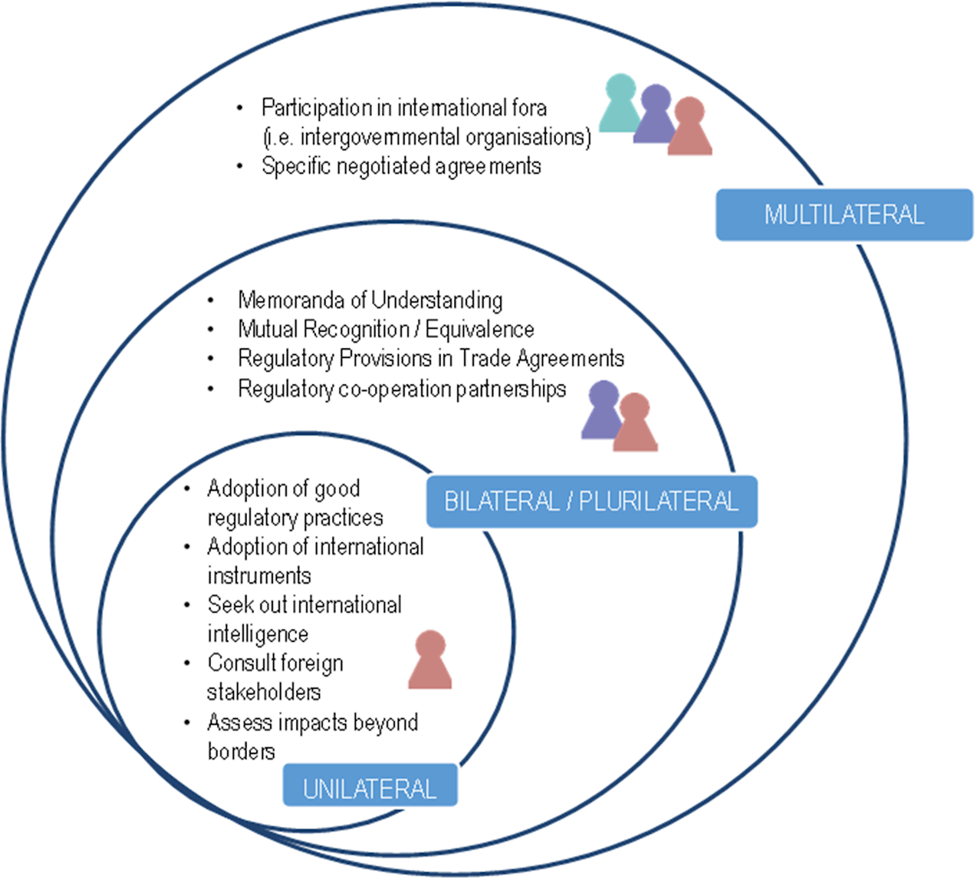 • Participation in international fora
(i.e. intergovernmental organisations)
• Specific negotiated agreements
MULTILATERAL
• Memoranda of Understanding
• Mutual Recognition / Equivalence
• Regulatory Provisions in Trade Agreements
• Regulatory co-operation partnerships
BILATERAL / PLURILATERAL
• Adoption of good
regulatory practices
• Adoption of international
instruments
• Seek out international
intelligence
• Consult foreign
stakeholders
• Assess impacts beyond
borders
UNILATERAL